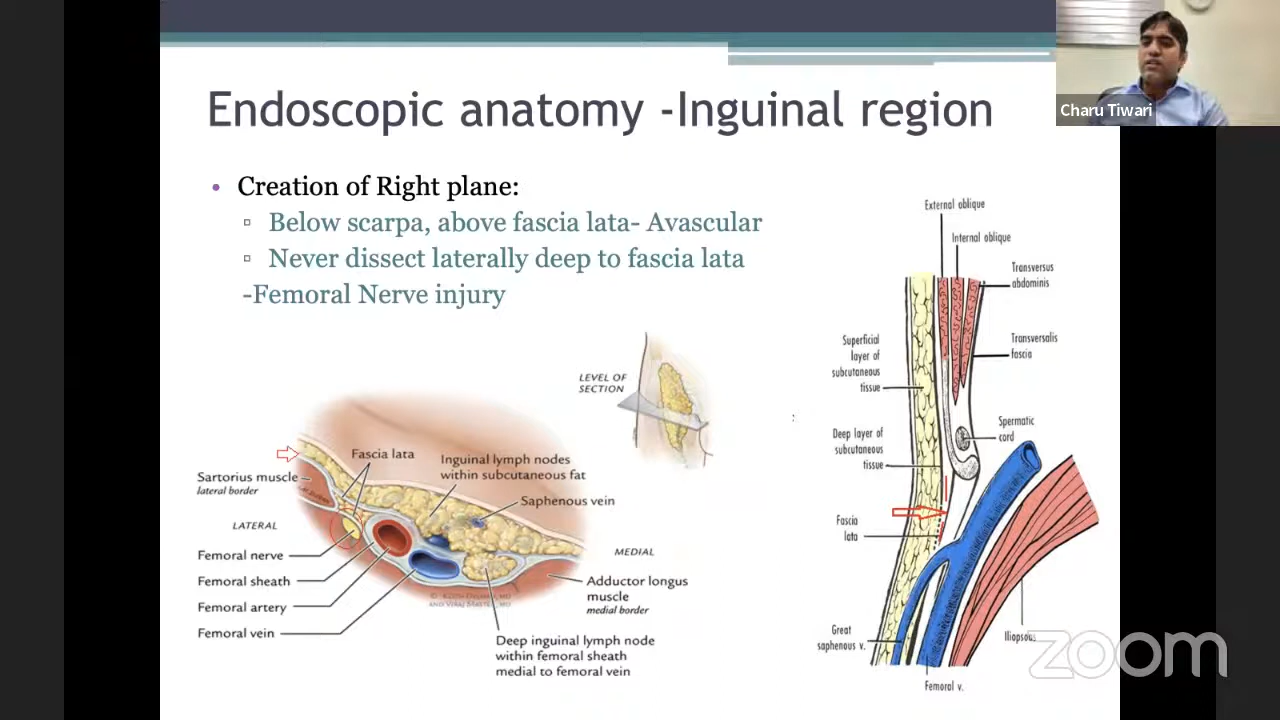 Endoscopic anatomy -Inguinal region
Charu Tiwari
• Creation of Right plane:
▫ Below scarpa, above fascia lata- Avascular
▫ Never dissect laterally deep to fascia lata
-Femoral Nerve injury
LEVEL OF
SECTION
Fascia lata
Inguinal lymph nodes
within subcutaneous fat
Sartorius muscle
lateral border
Saphenous vein
LATERAL
MEDIAL
Femoral nerve
Femoral sheath
Femoral artery
Femoral vein
Adductor longus
muscle
medial border
Deep inguinal lymph node
within femoral sheath
medial to femoral vein
External oblique
Internal oblique
Transversus
abdominis
Superficial
layer of
subcutaneous
tissue
Transversalis
fascia
Spermatic
cord
Deep layer of
subcutaneous
tissue
Fascia
lata
Great
saphenous v.
Iliopsoas
Femoral v.
zoom